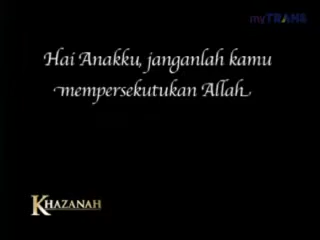 myTRANS
Hai Anakku, janganlah kamu
mempersekutukan Allah
KHAZANAH